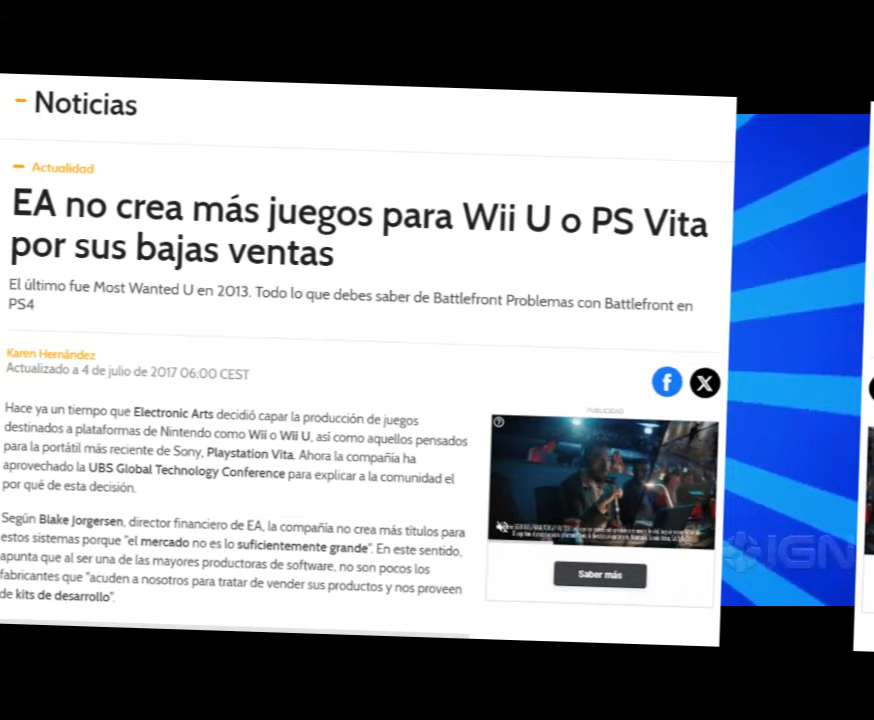 Noticias
Actualidad
EA no crea más juegos para Wii U o PS Vita
por sus bajas ventas
El último fue Most Wanted U en 2013. Todo lo que debes saber de Battlefront Problemas con Battlefront en
PS4
Karen Hernández
Actualizado a 4 de julio de 2017 06:00 CEST
Hace ya un tiempo que Electronic Arts decidió capar la producción de juegos
destinados a plataformas de Nintendo como Wii o Wii U, así como aquellos pensados
para la portátil más reciente de Sony, Playstation Vita. Ahora la compañía ha
aprovechado la UBS Global Technology Conference para explicar a la comunidad el
por qué de esta decisión.
Según Blake Jorgersen, director financiero de EA, la compañía no crea más títulos para
estos sistemas porque "el mercado no es lo suficientemente grande". En este sentido,
apunta que al ser una de las mayores productoras de software, no son pocos los
fabricantes que "acuden a nosotros para tratar de vender sus productos y nos proveen
de kits de desarrollo".
PUBLICIDAD
Saber más
IGN